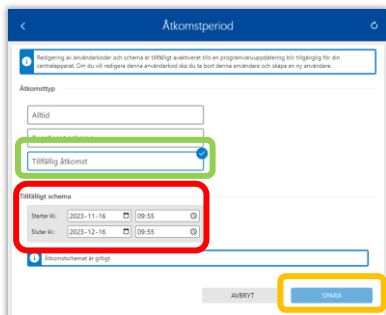 Åtkomstperiod
Redigering av användarkoder och schema är tillfälligt avaktiverat tills en programvaruuppdatering blir tillgänglig för din
centralapparat. Om du vill redigera denna användarkod ska du ta bort denna användare och skapa en ny användare.
Åtkomsttyp
Alltid
Tillfällig åtkomst
Tillfälligt schema
Startar kl.: 2023-11-16 09:55
Slutar kl.: 2023-12-16 09:55
Åtkomstschemat är giltigt
AVBRYT SPARA